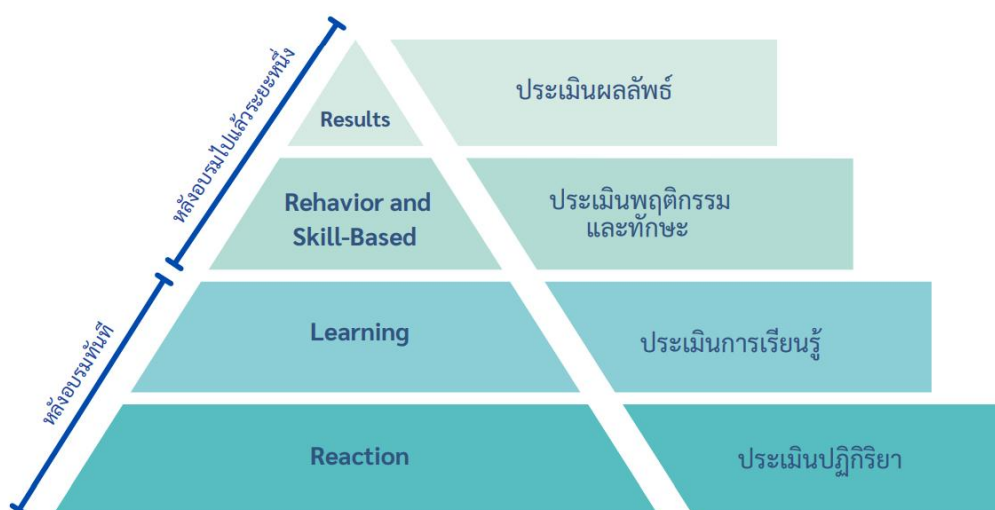 หลังอบรมไปแล้วระยะหนึ่ง
Results
ประเมินผลลัพธ์
Rehavior and
Skill-Based
ประเมินพฤติกรรม
และทักษะ
หลังอบรมทันที
Learning
ประเมินการเรียนรู้
Reaction
ประเมินปฏิกิริยา